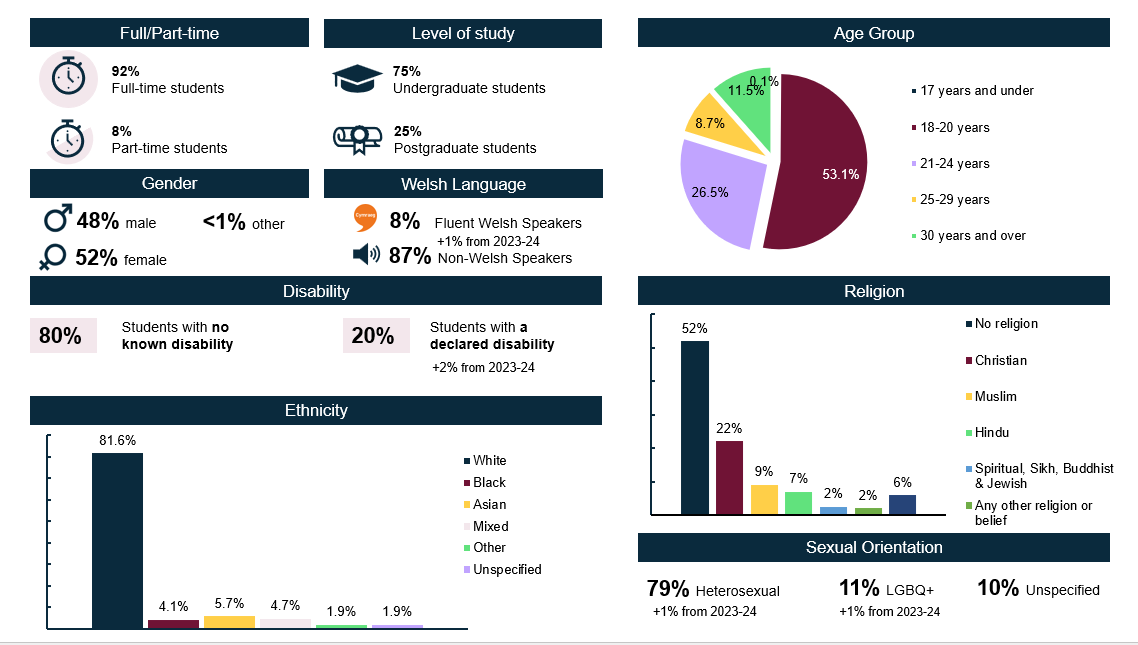 Full/Part-time
92%
Full-time students
8%
Part-time students
Level of study
75%
Undergraduate students
25%
Postgraduate students
Gender
48% male
<1% other
52% female
Welsh Language
Cymraeg
8% Fluent Welsh Speakers
+1% from 2023-24
87% Non-Welsh Speakers
Disability
80%
Students with no
known disability
20%
Students with a
declared disability
+2% from 2023-24
Ethnicity
81.6%
4.1%
5.7%
4.7%
1.9%
1.9%
White
Black
Asian
Mixed
Other
Unspecified
Age Group
0.1%
11.5%
8.7%
26.5%
53.1%
17 years and under
18-20 years
21-24 years
25-29 years
30 years and over
Religion
52%
22%
9%
7%
2%
2%
6%
No religion
Christian
Muslim
Hindu
Spiritual, Sikh, Buddhist
& Jewish
Any other religion or
belief
Sexual Orientation
79% Heterosexual
+1% from 2023-24
11% LGBQ+
+1% from 2023-24
10% Unspecified